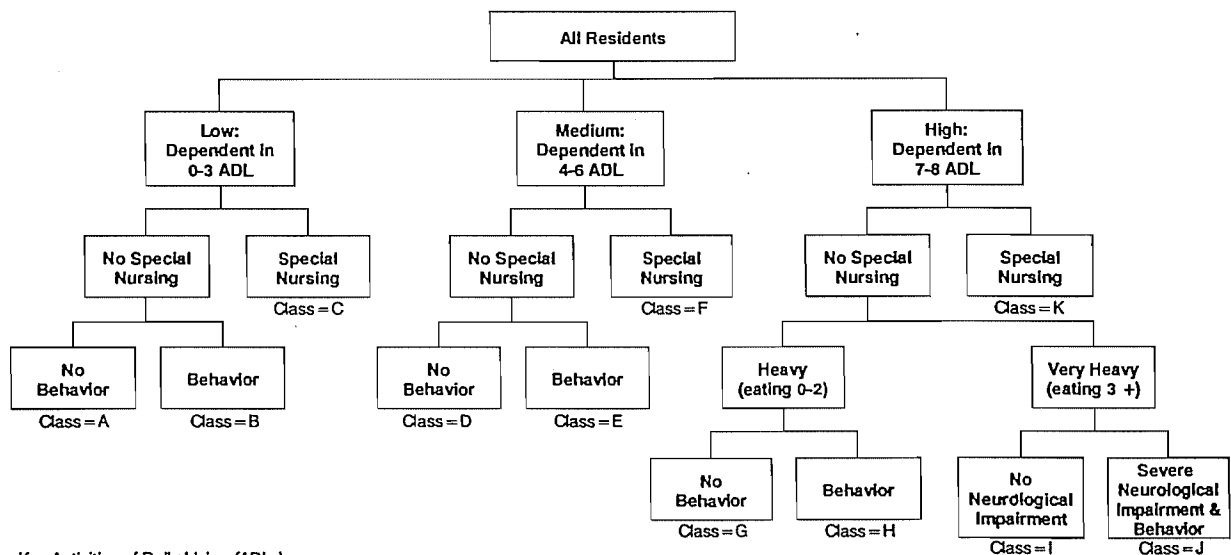 All Residents
Low:
Dependent in
0-3 ADL
Medium:
Dependent in
4-6 ADL
High:
Dependent in
7-8 ADL
No Special
Nursing
Special
Nursing
Class=C
No Special
Nursing
Special
Nursing
Class=F
No Special
Nursing
Special
Nursing
Class=K
No
Behavior
Class=A
Behavior
Class=B
No
Behavior
Class=D
Behavior
Class=E
Heavy
(eating 0-2)
Very Heavy
(eating 3 +)
No
Behavior
Class=G
Behavior
Class=H
No
Neurological
Impairment
Class=I
Severe
Neurological
Impairment &
Behavior
Class=J